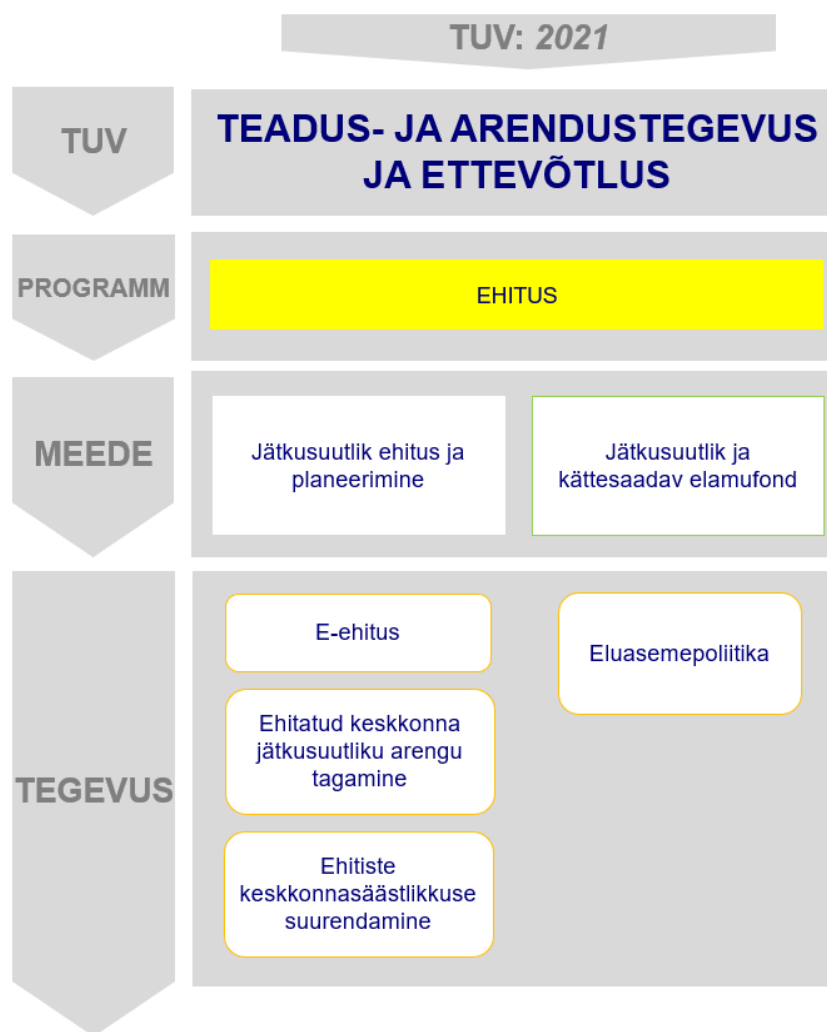 TUV: 2021
TUV
TEADUS- JA ARENDUSTEGEVUS
JA ETTEVÕTLUS
PROGRAMM
EHITUS
MEEDE
Jätkusuutlik ehitus ja
planeerimine
Jätkusuutlik ja
kättesaadav elamufond
TEGEVUS
E-ehitus
Ehitatud keskkonna
jätkusuutliku arengu
tagamine
Ehitiste
keskkonnasäästlikkuse
suurendamine
Eluasemepoliitika